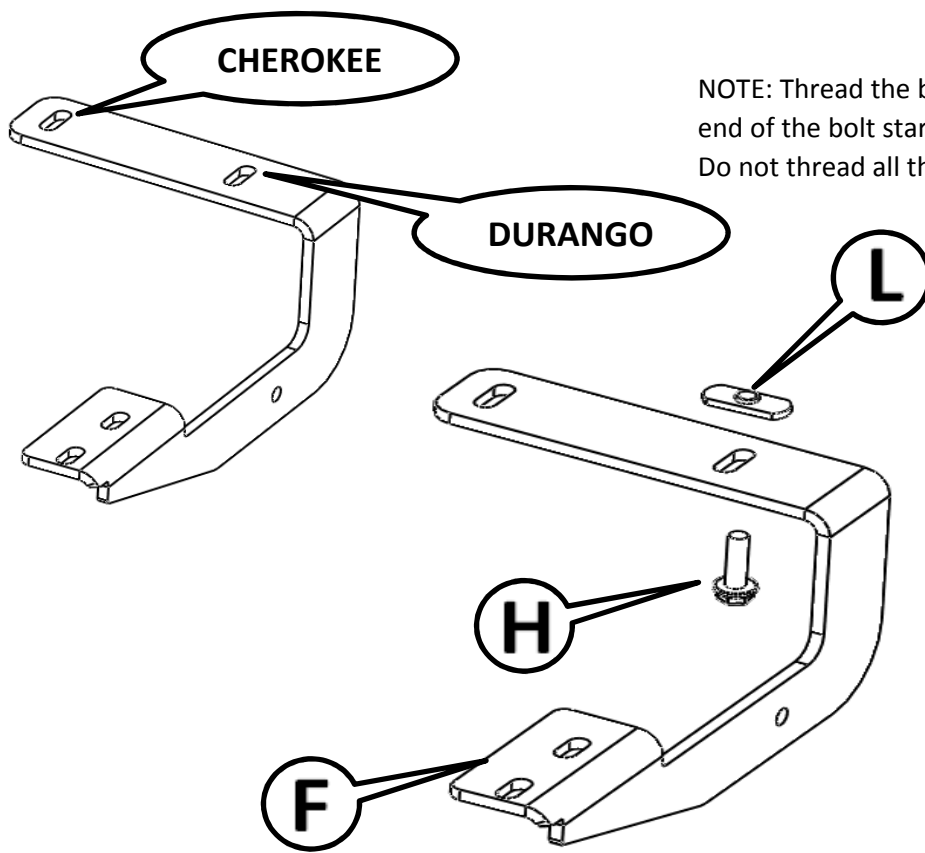 CHEROKEE
NOTE: Thread the
end of the bolt
Do not thread all
DURANGO
L
H
F